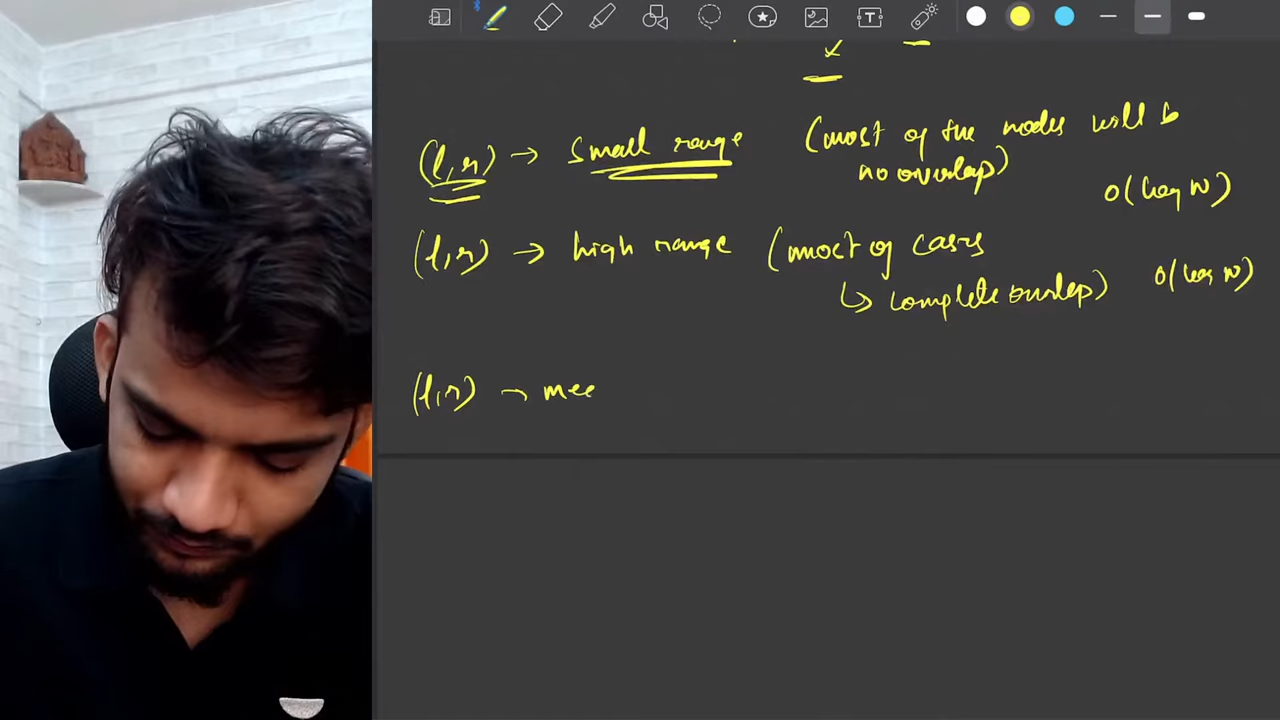 (l,r) → small range (most of the nodes will b
no overlap)
O(log N)
(l,r) → high range (most of cases
↳ complete overlap) O(log N)
(l,r) → mee